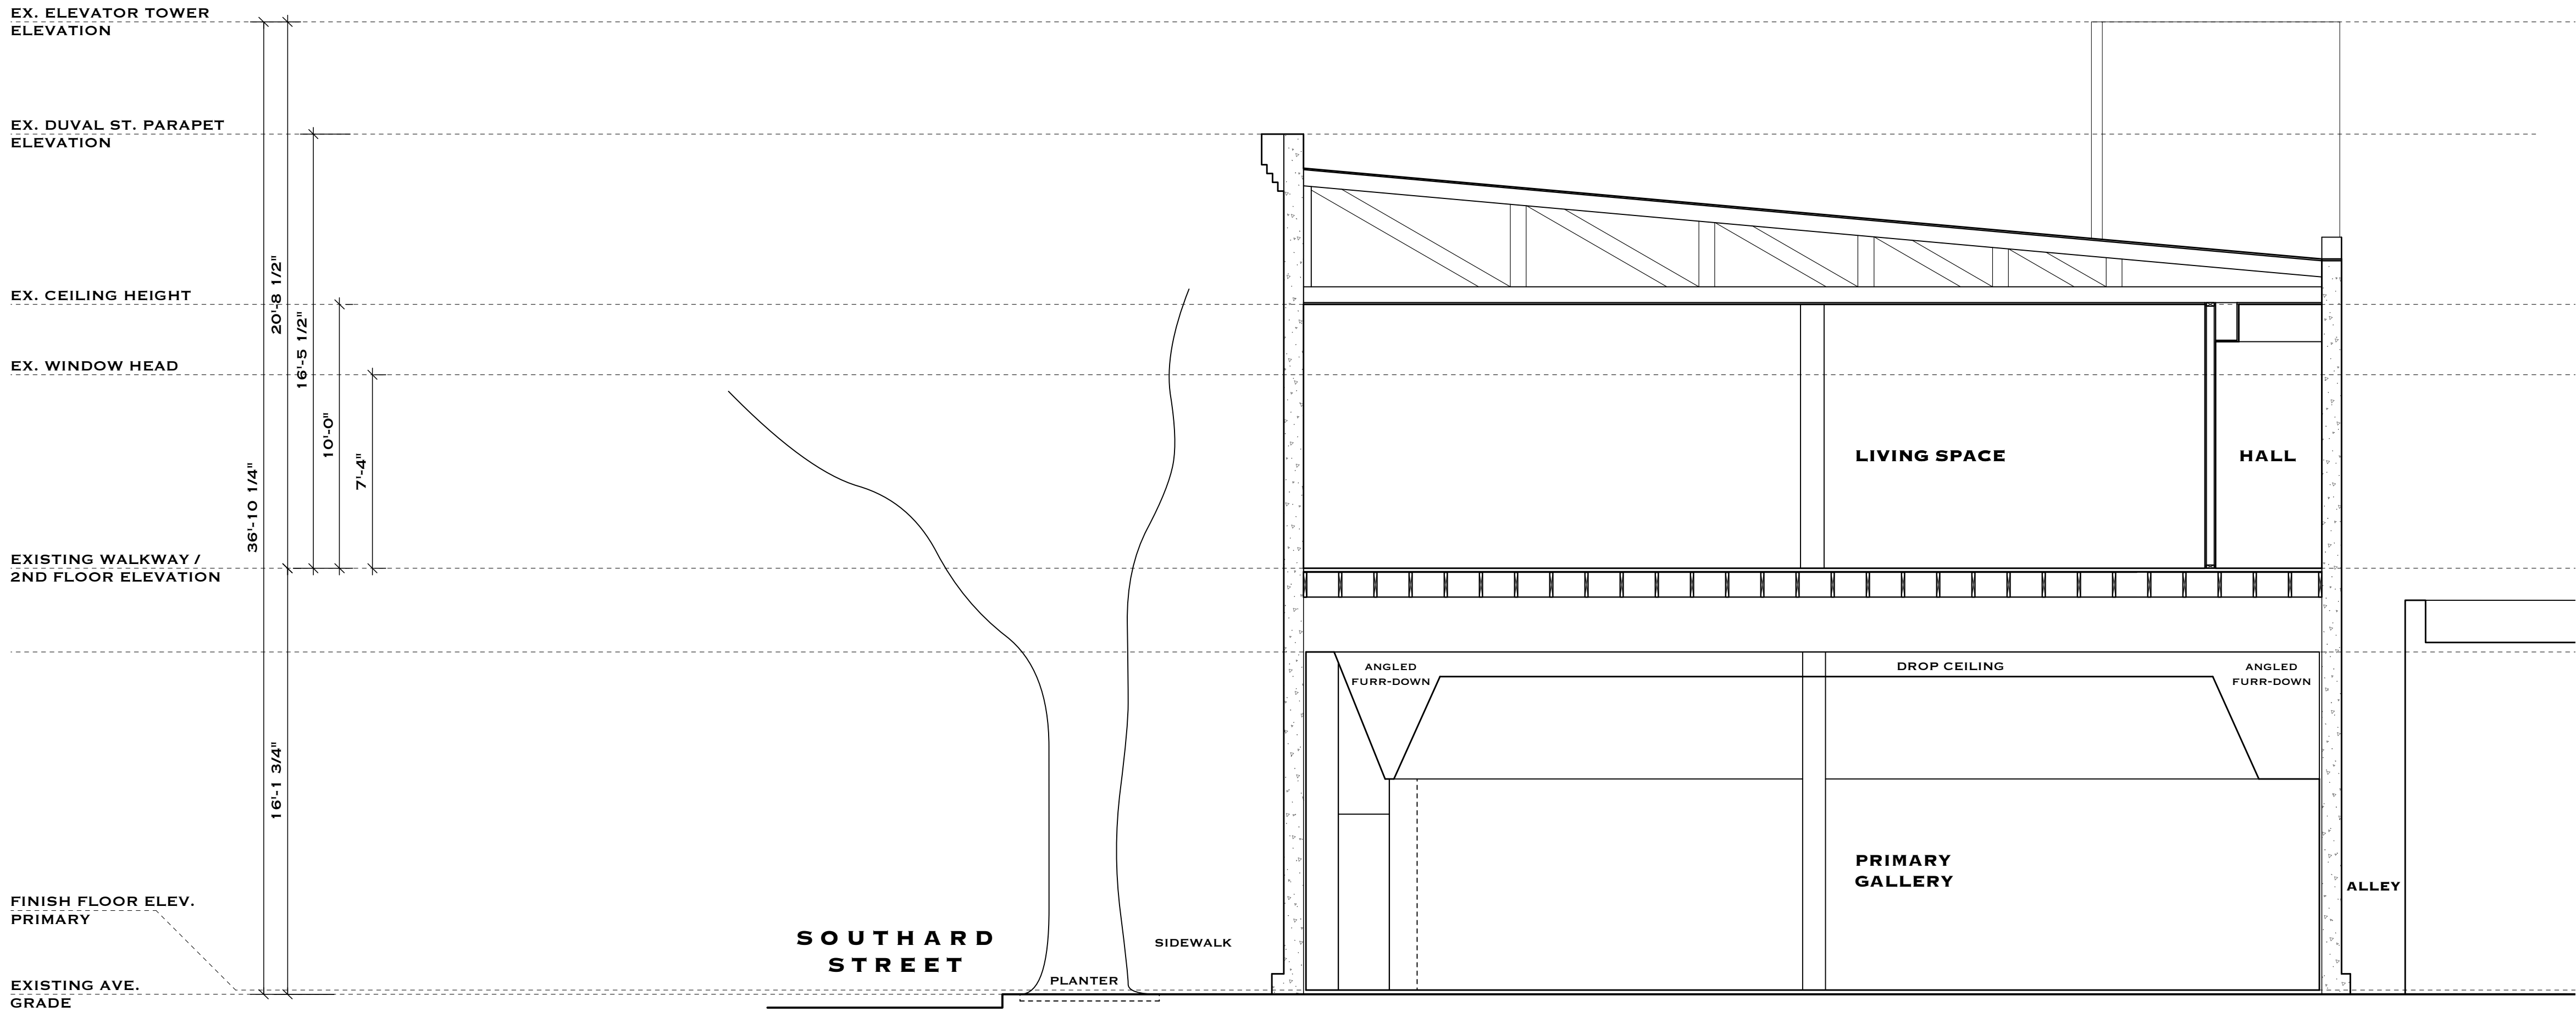 EX. ELEVATOR TOWER
ELEVATION
EX. DUVAL ST. PARAPET
ELEVATION
EX. CEILING HEIGHT
EX. WINDOW HEAD
EXISTING WALKWAY /
2ND FLOOR ELEVATION
FINISH FLOOR ELEV.
PRIMARY
EXISTING AVE.
GRADE
36'-10 1/4"
20'-8 1/2"
16'-1 3/4"
16'-5 1/2"
10'-0"
7'-4"
SOUTHARD
STREET
PLANTER
SIDEWALK
LIVING SPACE
HALL
ANGLED
FURR-DOWN
DROP CEILING
ANGLED
FURR-DOWN
PRIMARY
GALLERY
ALLEY